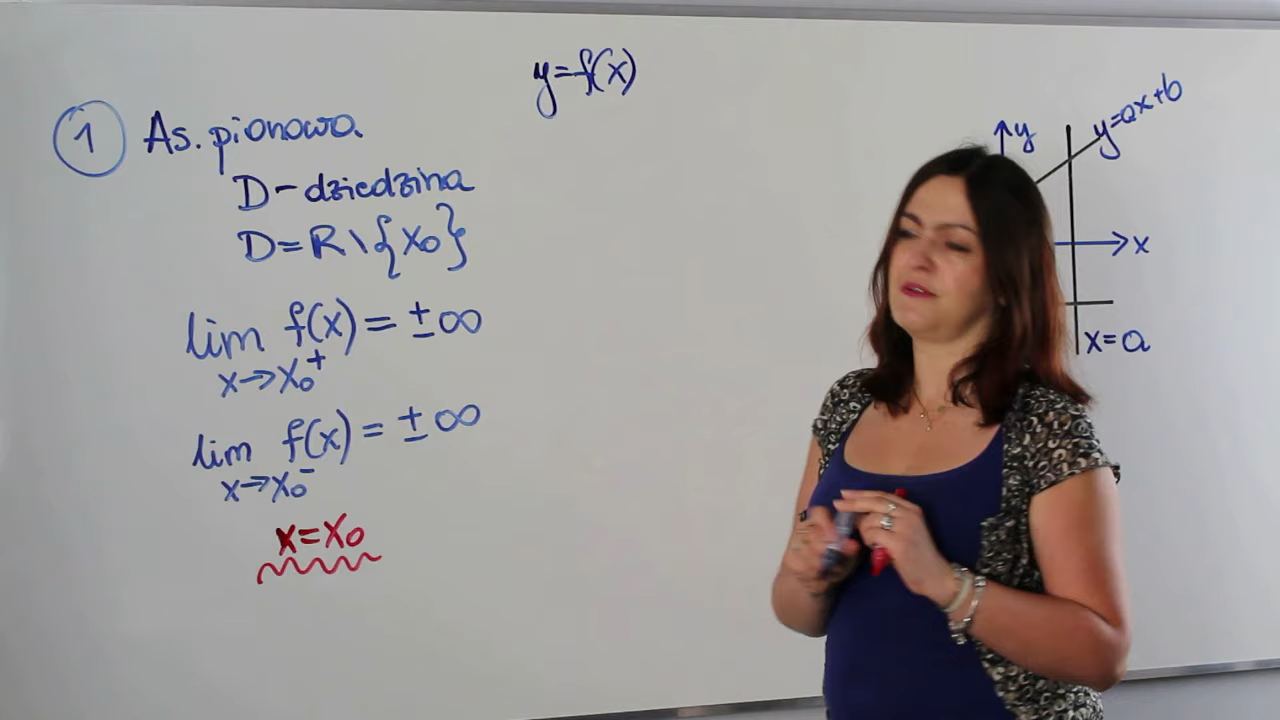 y=f(x)
1 As. pionowa
D - dziedzina
D=R\{x₀}
lim f(x) = ±∞
x→x₀⁺
lim f(x) = ±∞
x→x₀⁻
x=x₀
y=ax+b
y
x
x=a